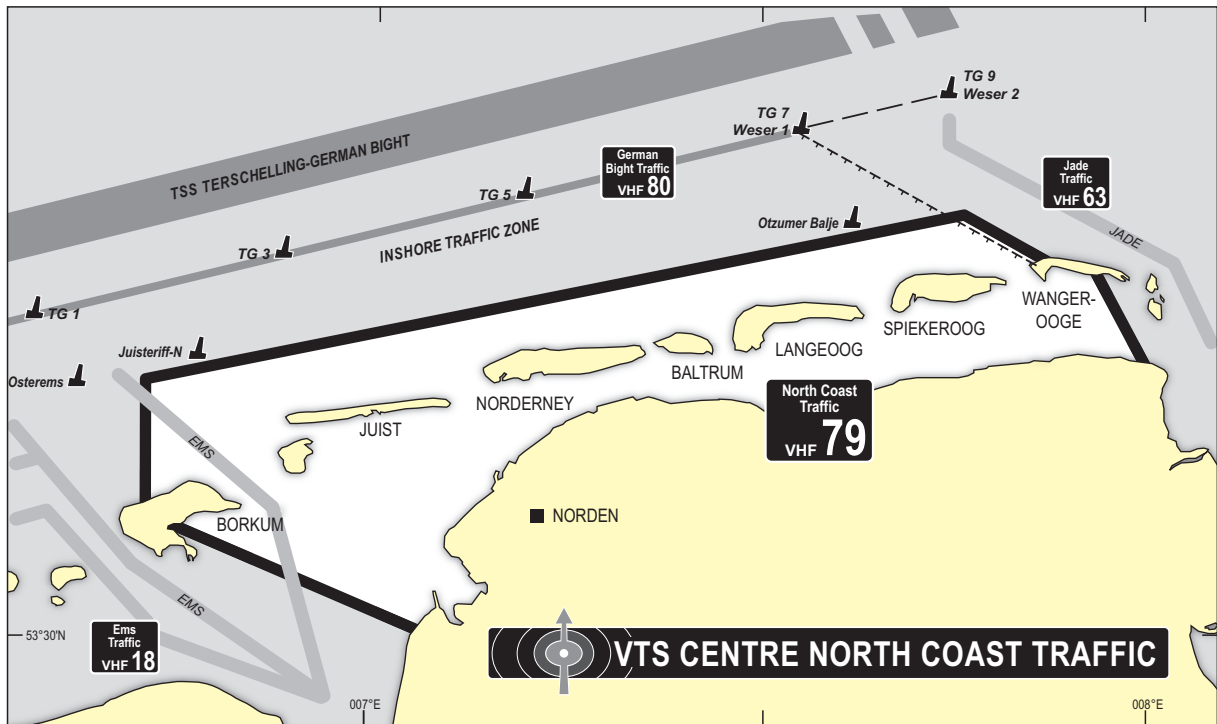 TG 9
Weser 2
TG 7
Weser 1
TSS TERSCHELLING-GERMAN BIGHT
German
Bight Traffic
VHF 80
Jade
Traffic
VHF 63
TG 5
INSHORE TRAFFIC ZONE
Otzumer Balje
JADE
TG 3
TG 1
Juisteriff-N
Osterems
WANGER-
OOGE
SPIEKEROOG
LANGEOOG
BALTRUM
NORDERNEY
JUIST
North Coast
Traffic
VHF 79
EMS
BORKUM
NORDEN
EMS
53°30'N
Ems
Traffic
VHF 18
VTS CENTRE NORTH COAST TRAFFIC
007°E
008°E